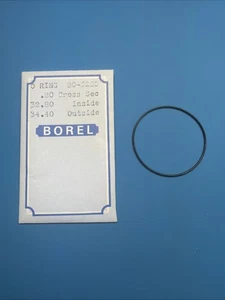 O RING
.80 Cross Sec
32.80 Inside
34.40 Outside
BOREL